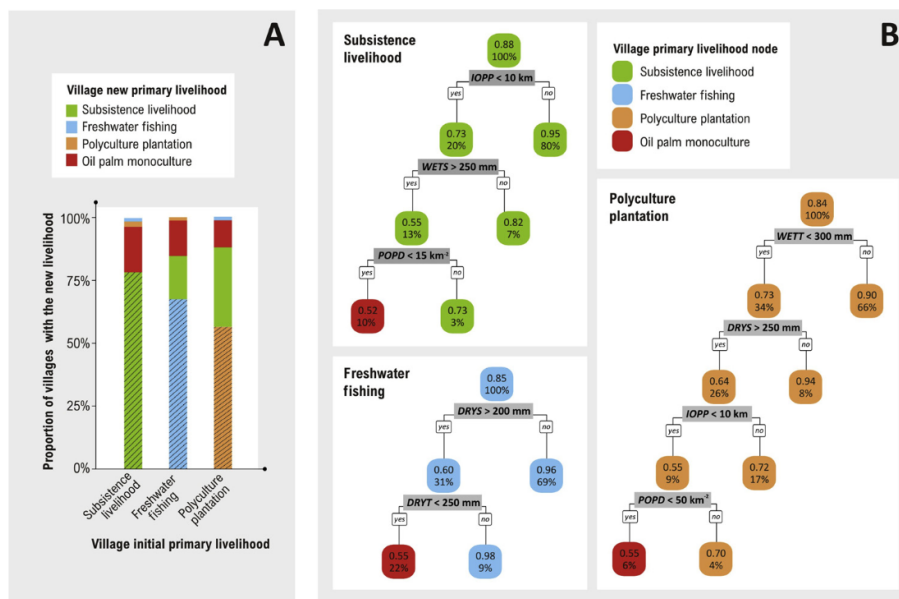 A
Village new primary livelihood
Subsistence livelihood
Freshwater fishing
Polyculture plantation
Oil palm monoculture
Proportion of villages with the new livelihood
100%
75%
50%
25%
0%
Subsistence
livelihood
Freshwater
fishing
Polyculture
plantation
Village initial primary livelihood
B
Subsistence
livelihood
0.88
100%
IOPP < 10 km
yes
no
0.73
20%
0.95
80%
WETS > 250 mm
yes
no
0.55
13%
0.82
7%
POPD < 15 km⁻²
yes
no
0.52
10%
0.73
3%
Freshwater
fishing
0.85
100%
DRYS > 200 mm
yes
no
0.60
31%
0.96
69%
DRYT < 250 mm
yes
no
0.55
22%
0.98
9%
Village primary livelihood node
Subsistence livelihood
Freshwater fishing
Polyculture plantation
Oil palm monoculture
Polyculture
plantation
0.84
100%
WETT < 300 mm
yes
no
0.73
34%
0.90
66%
DRYS > 250 mm
yes
no
0.64
26%
0.94
8%
IOPP < 10 km
yes
no
0.55
9%
0.72
17%
POPD < 50 km⁻²
yes
no
0.55
6%
0.70
4%